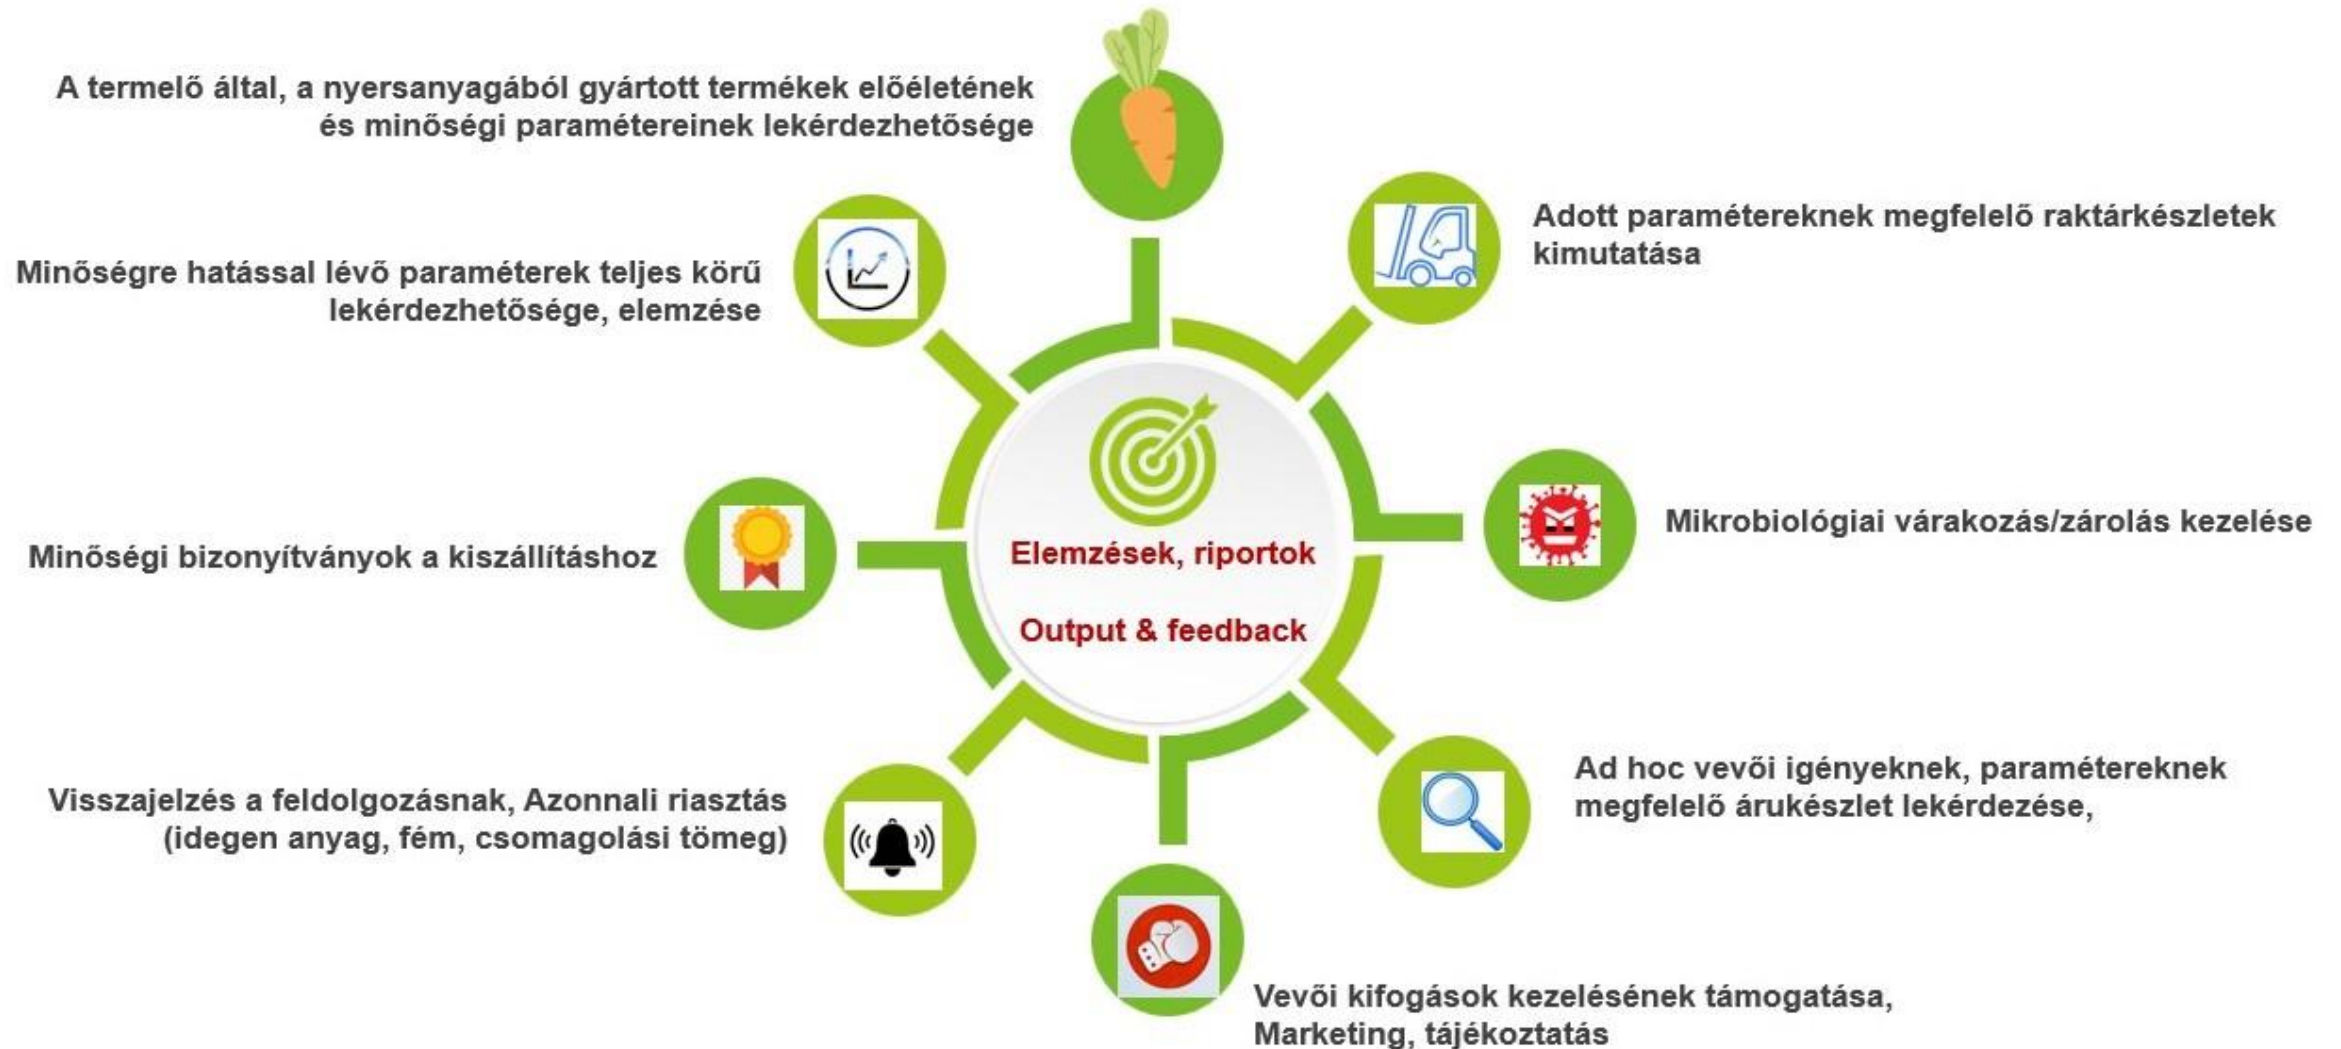 A termelő által, a nyersanyagából gyártott termékek előéletének
és minőségi paramétereinek lekérdezhetősége
Adott paramétereknek megfelelő raktárkészletek
kimutatása
Minőségre hatással lévő paraméterek teljes körű
lekérdezhetősége, elemzése
Mikrobiológiai várakozás/zárolás kezelése
Elemzések, riportok
Output & feedback
Minőségi bizonyítványok a kiszállításhoz
Ad hoc vevői igényeknek, paramétereknek
megfelelő árukészlet lekérdezése,
Visszajelzés a feldolgozásnak, Azonnali riasztás
(idegen anyag, fém, csomagolási tömeg)
Vevői kifogások kezelésének támogatása,
Marketing, tájékoztatás